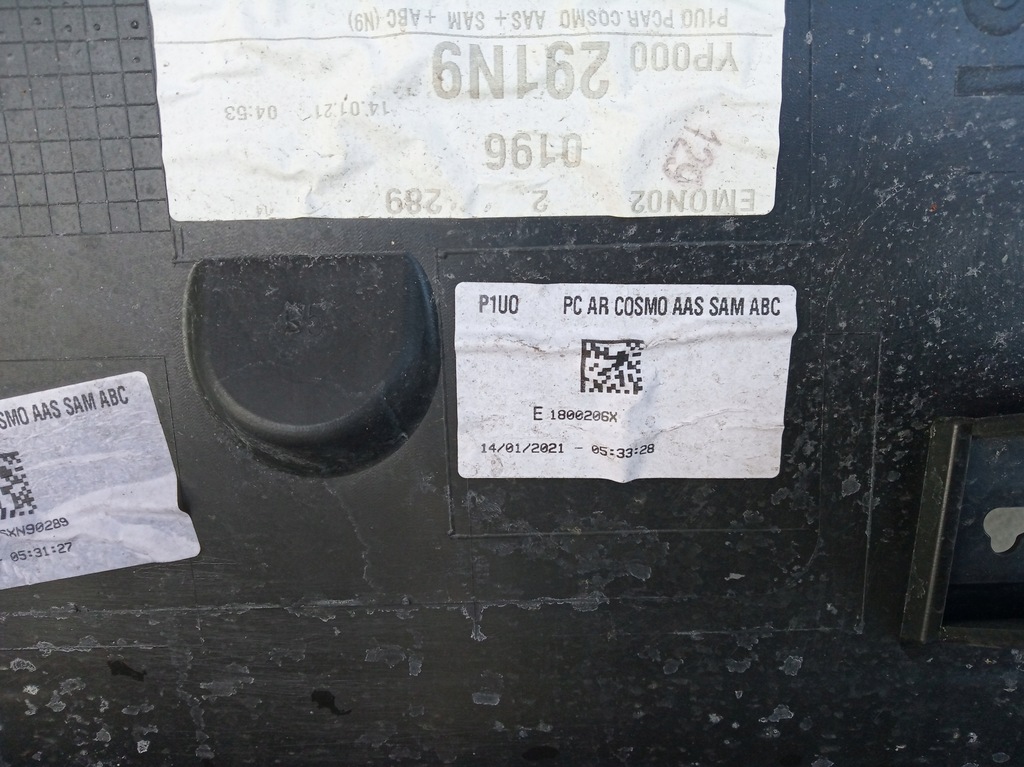 EMON02 2 289
129
0196
14.01.21 04:53
YP000 291N9
P1UO PCAR.COSMO AAS+ SAM + ABC (N9)
P1UO PC AR COSMO AAS SAM ABC
E 1800206X
14/01/2021 - 05:33:28
SMO AAS SAM ABC
XN90289
05:31:27